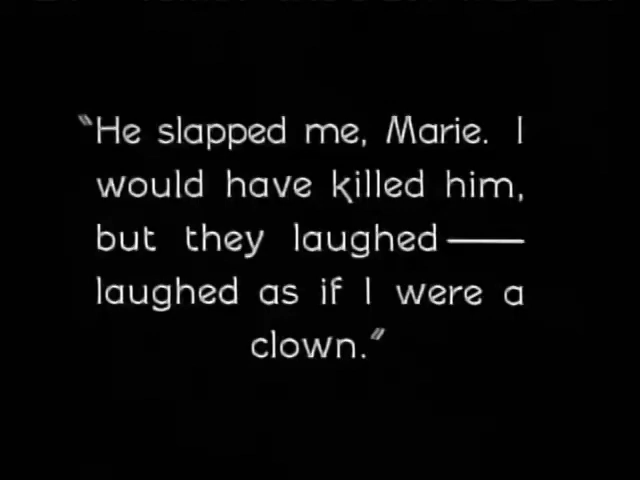 "He slapped me, Marie. I
would have killed him,
but they laughed——
laughed as if I were a
clown."